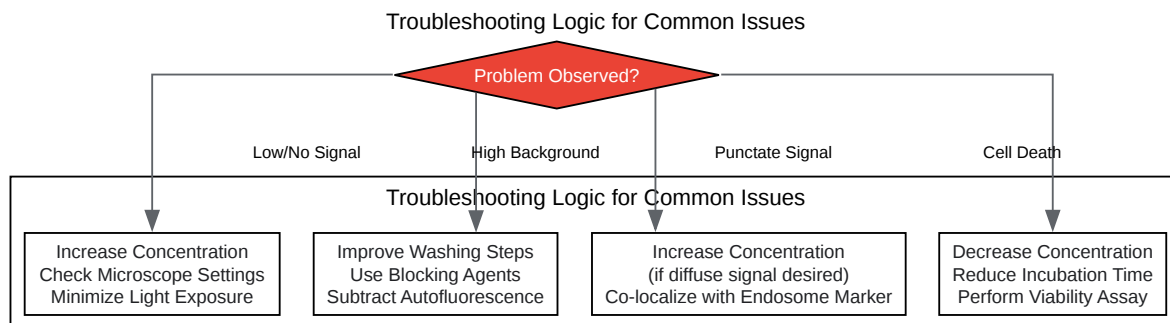 Troubleshooting Logic for Common Issues
Problem Observed?
Low/No Signal
High Background
Punctate Signal
Cell Death
Troubleshooting Logic for Common Issues
Increase Concentration
Check Microscope Settings
Minimize Light Exposure
Improve Washing Steps
Use Blocking Agents
Subtract Autofluorescence
Increase Concentration
(if diffuse signal desired)
Co-localize with Endosome Marker
Decrease Concentration
Reduce Incubation Time
Perform Viability Assay